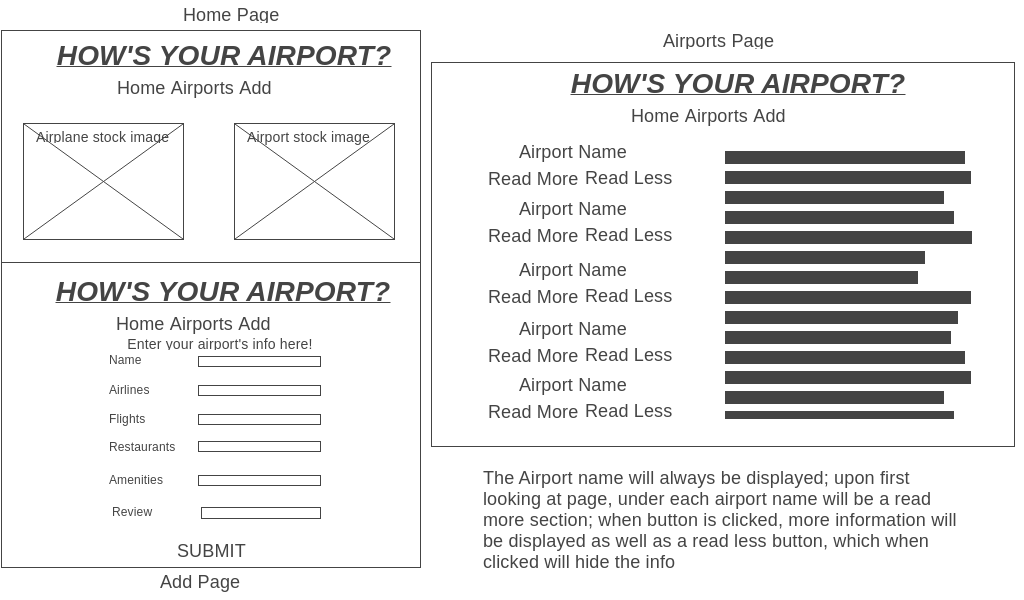 Home Page
HOW'S YOUR AIRPORT?
Home Airports Add
Airplane stock image
Airport stock image
HOW'S YOUR AIRPORT?
Home Airports Add
Enter your airport's info here!
Name
Airlines
Flights
Restaurants
Amenities
Review
SUBMIT
Add Page
Airports Page
HOW'S YOUR AIRPORT?
Home Airports Add
Airport Name
Read More Read Less
Airport Name
Read More Read Less
Airport Name
Read More Read Less
Airport Name
Read More Read Less
Airport Name
Read More Read Less
The Airport name will always be displayed; upon first
looking at page, under each airport name will be a read
more section; when button is clicked, more information will
be displayed as well as a read less button, which when
clicked will hide the info